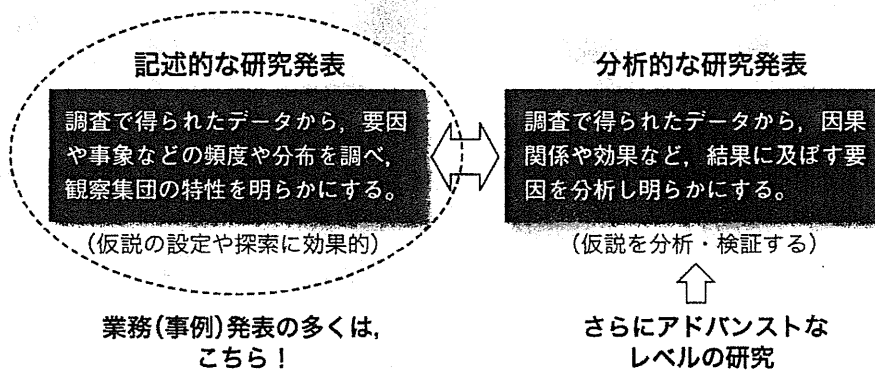 記述的な研究発表
調査で得られたデータから，要因
や事象などの頻度や分布を調べ，
観察集団の特性を明らかにする。
(仮説の設定や探索に効果的)
業務(事例)発表の多くは，
こちら！
分析的な研究発表
調査で得られたデータから，因果
関係や効果など，結果に及ぼす要
因を分析し明らかにする。
(仮説を分析・検証する)
さらにアドバンストな
レベルの研究